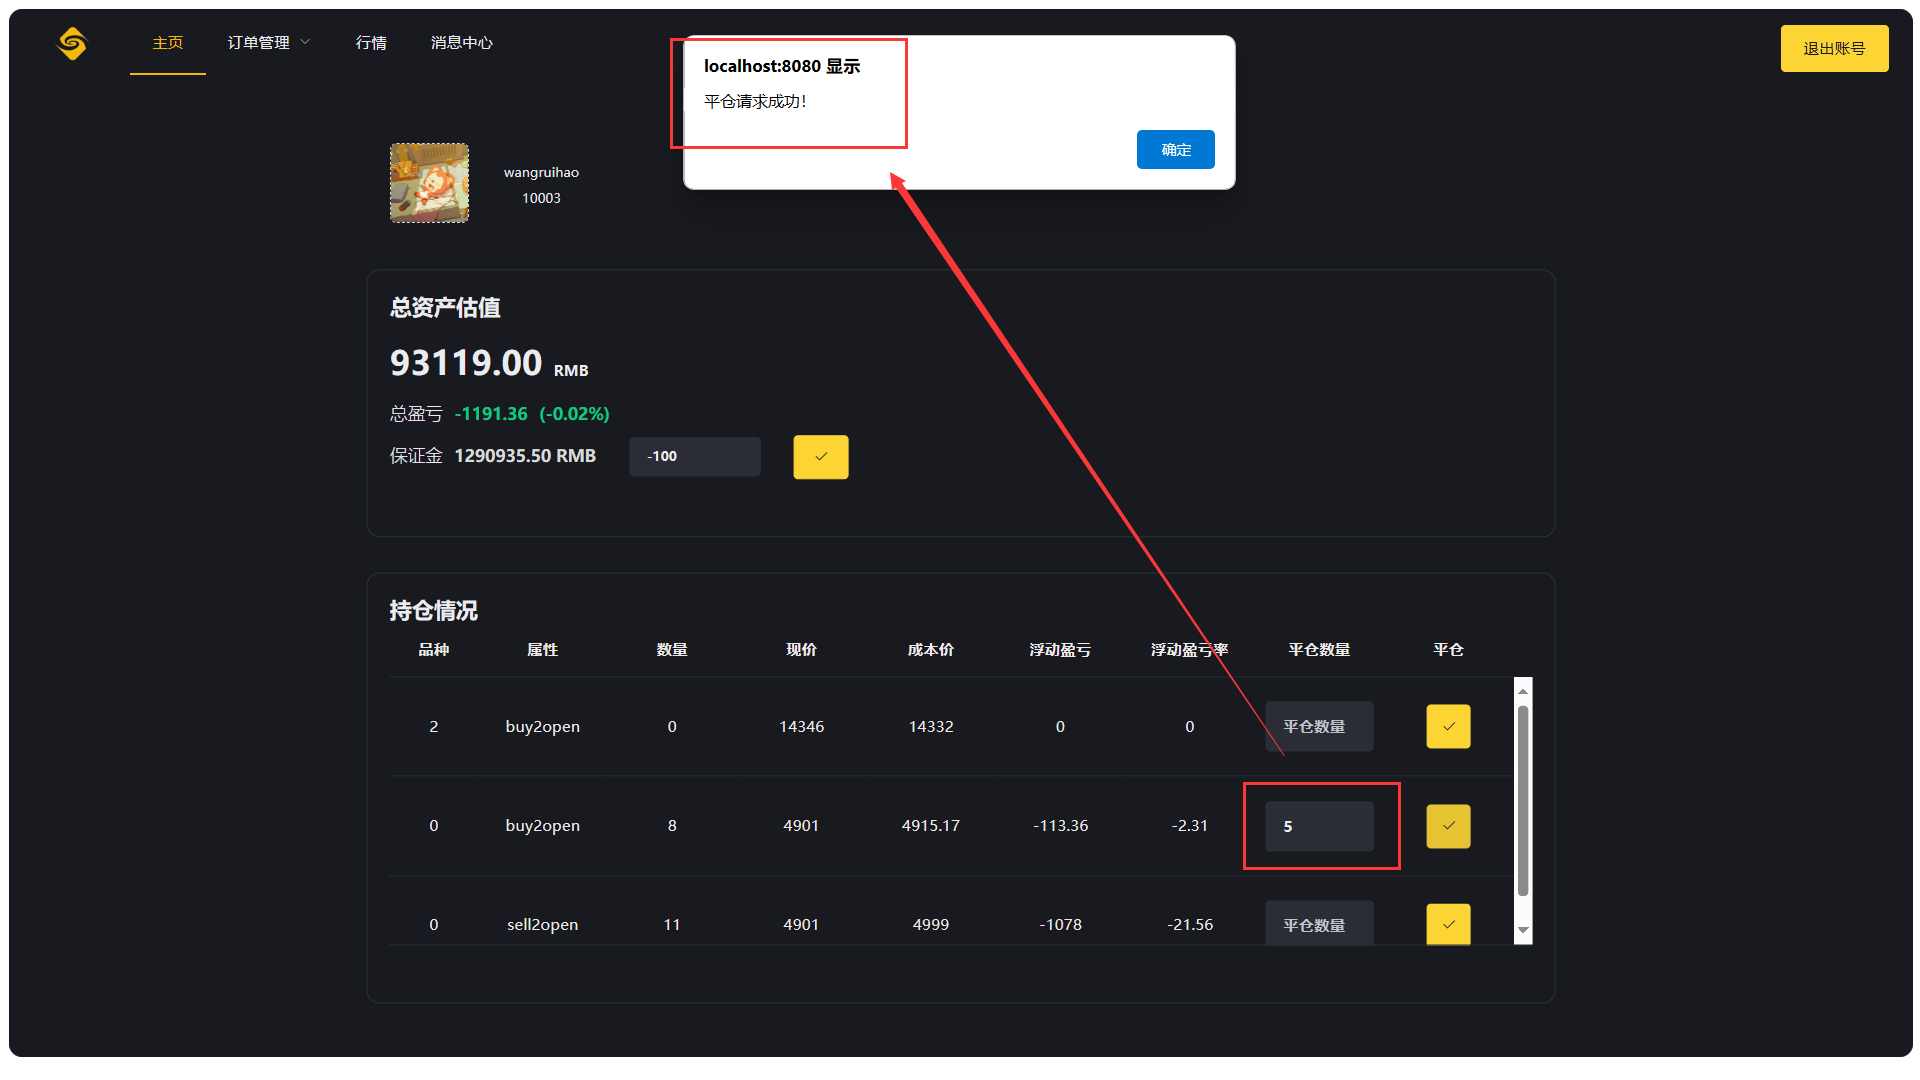 主页 订单管理 行情 消息中心 退出账号
localhost:8080 显示
平仓请求成功！
确定
wangruihao
10003
总资产估值
93119.00 RMB
总盈亏 -1191.36 (-0.02%)
保证金 1290935.50 RMB -100
持仓情况
品种 属性 数量 现价 成本价 浮动盈亏 浮动盈亏率 平仓数量 平仓
2 buy2open 0 14346 14332 0 0 平仓数量
0 buy2open 8 4901 4915.17 -113.36 -2.31 5
0 sell2open 11 4901 4999 -1078 -21.56 平仓数量